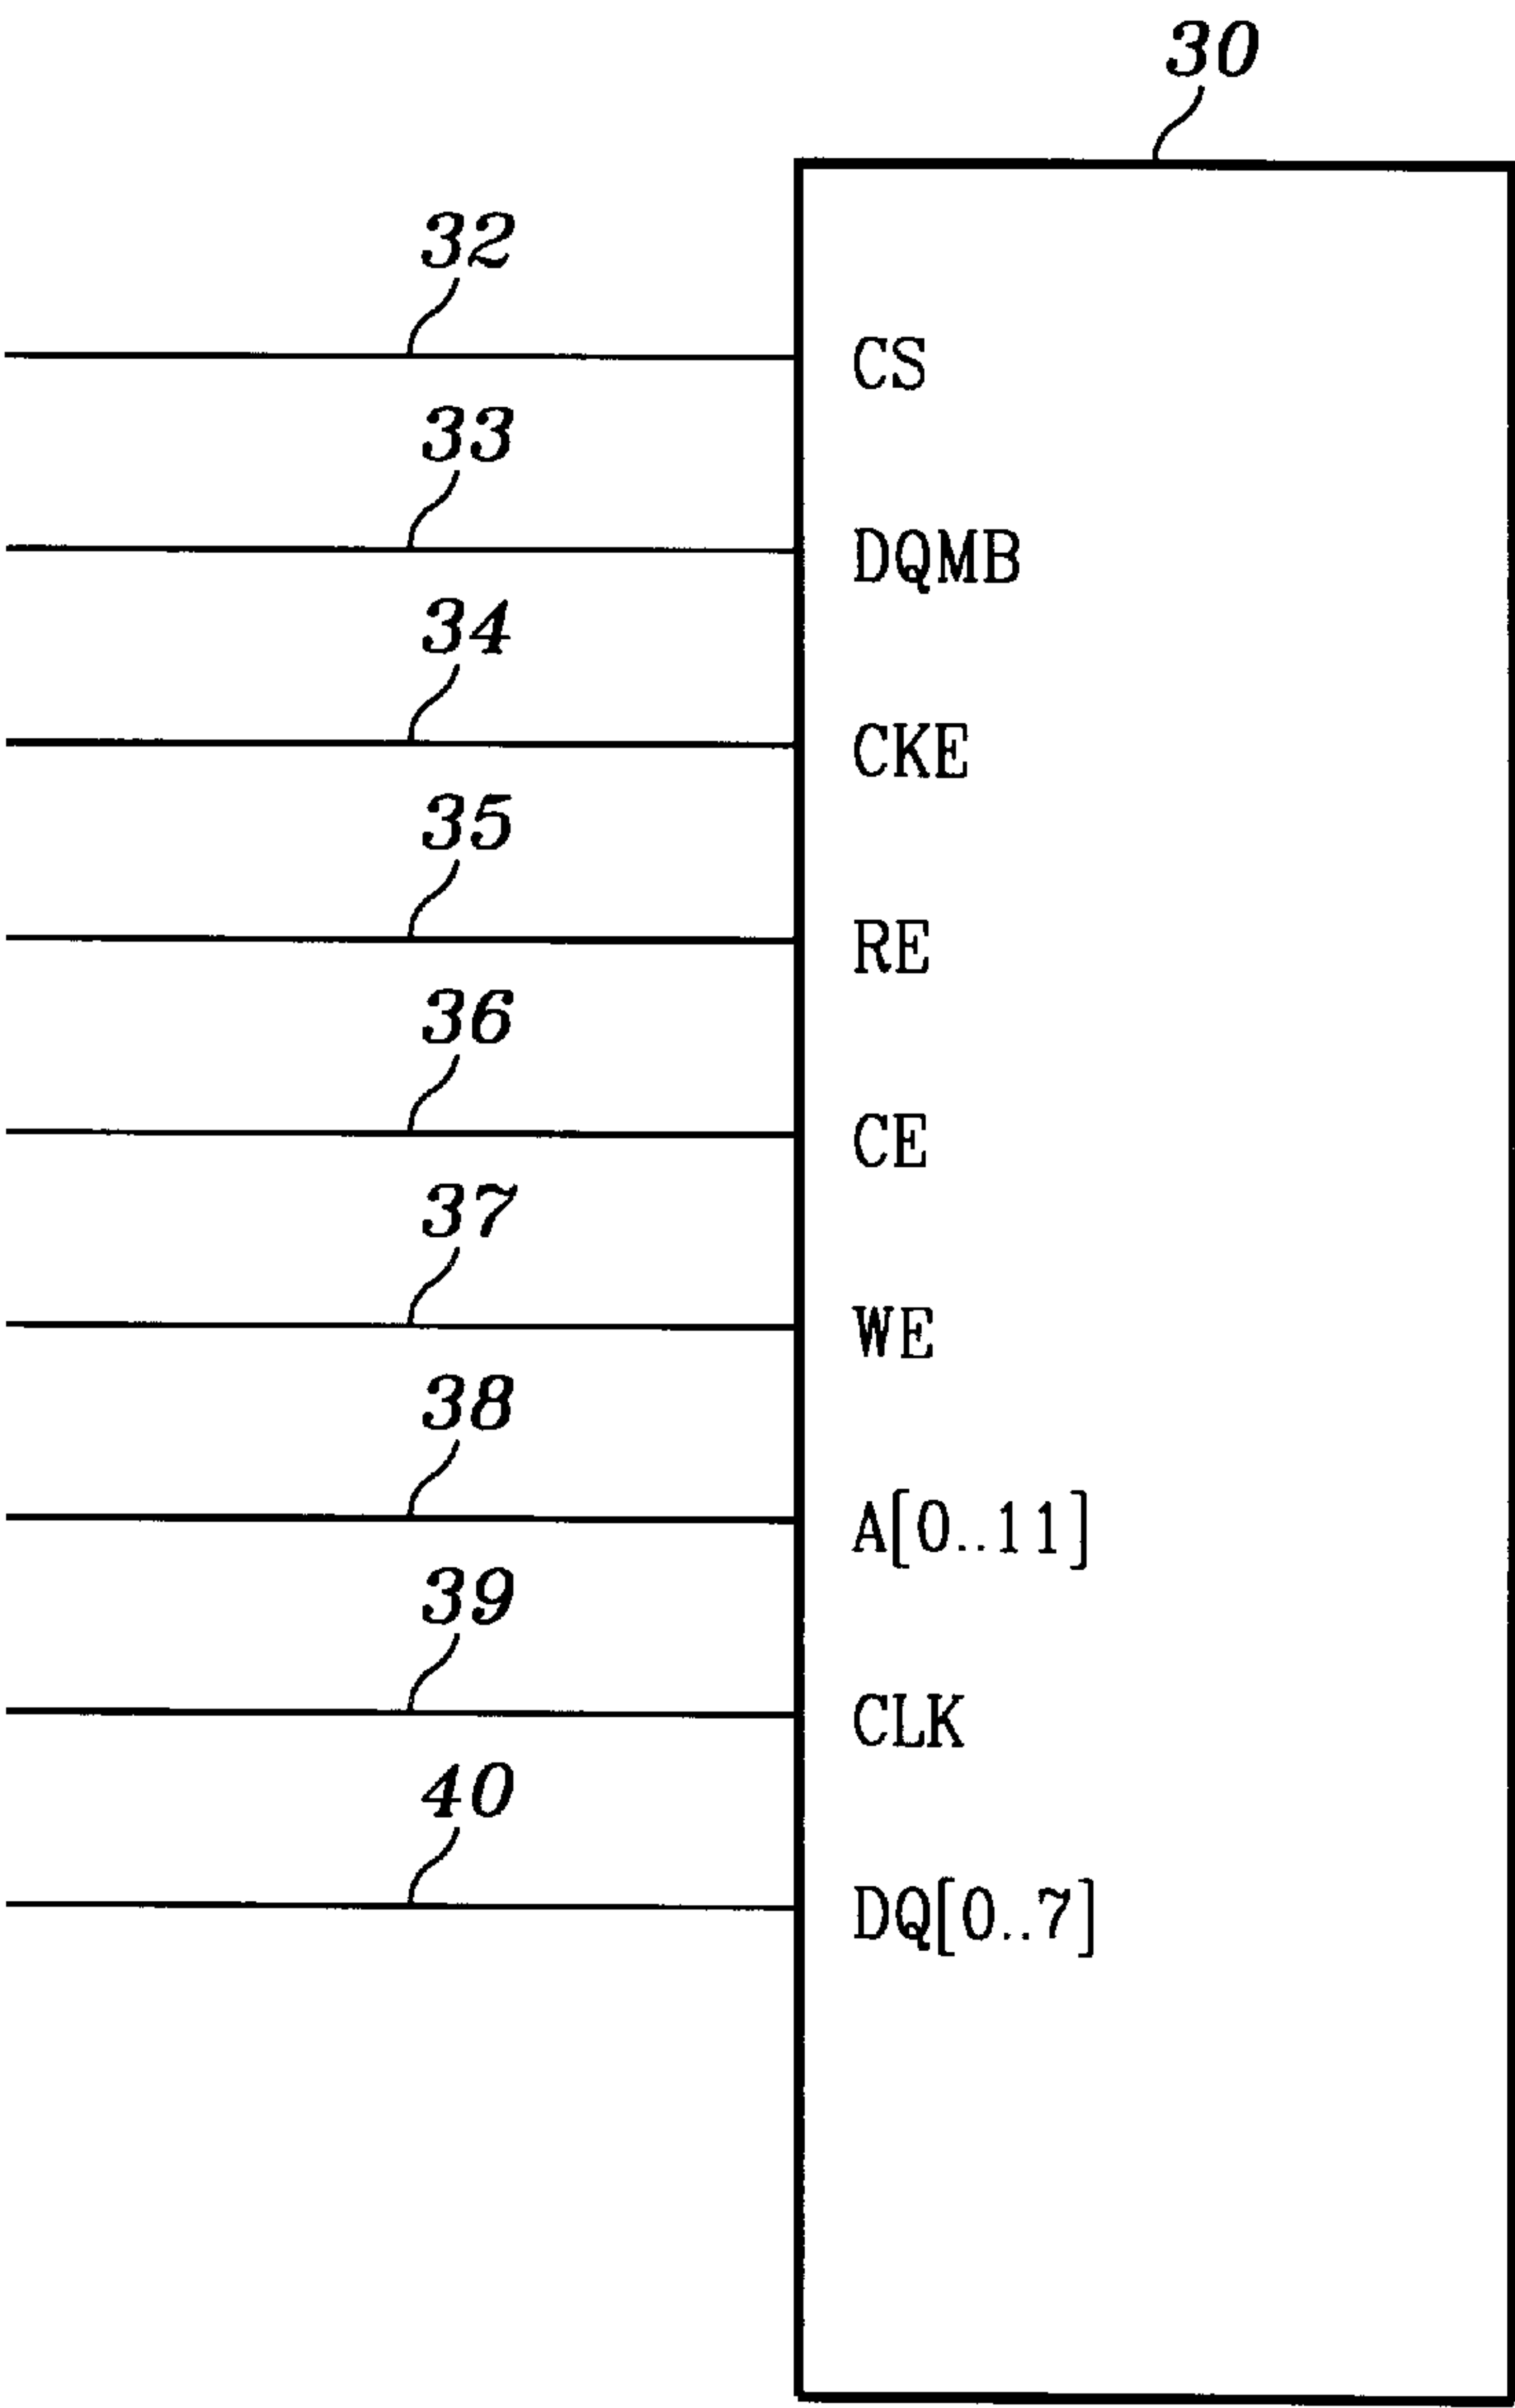 30
32
CS
33
DQMB
34
CKE
35
RE
36
CE
37
WE
38
A[0..11]
39
CLK
40
DQ[0..7]